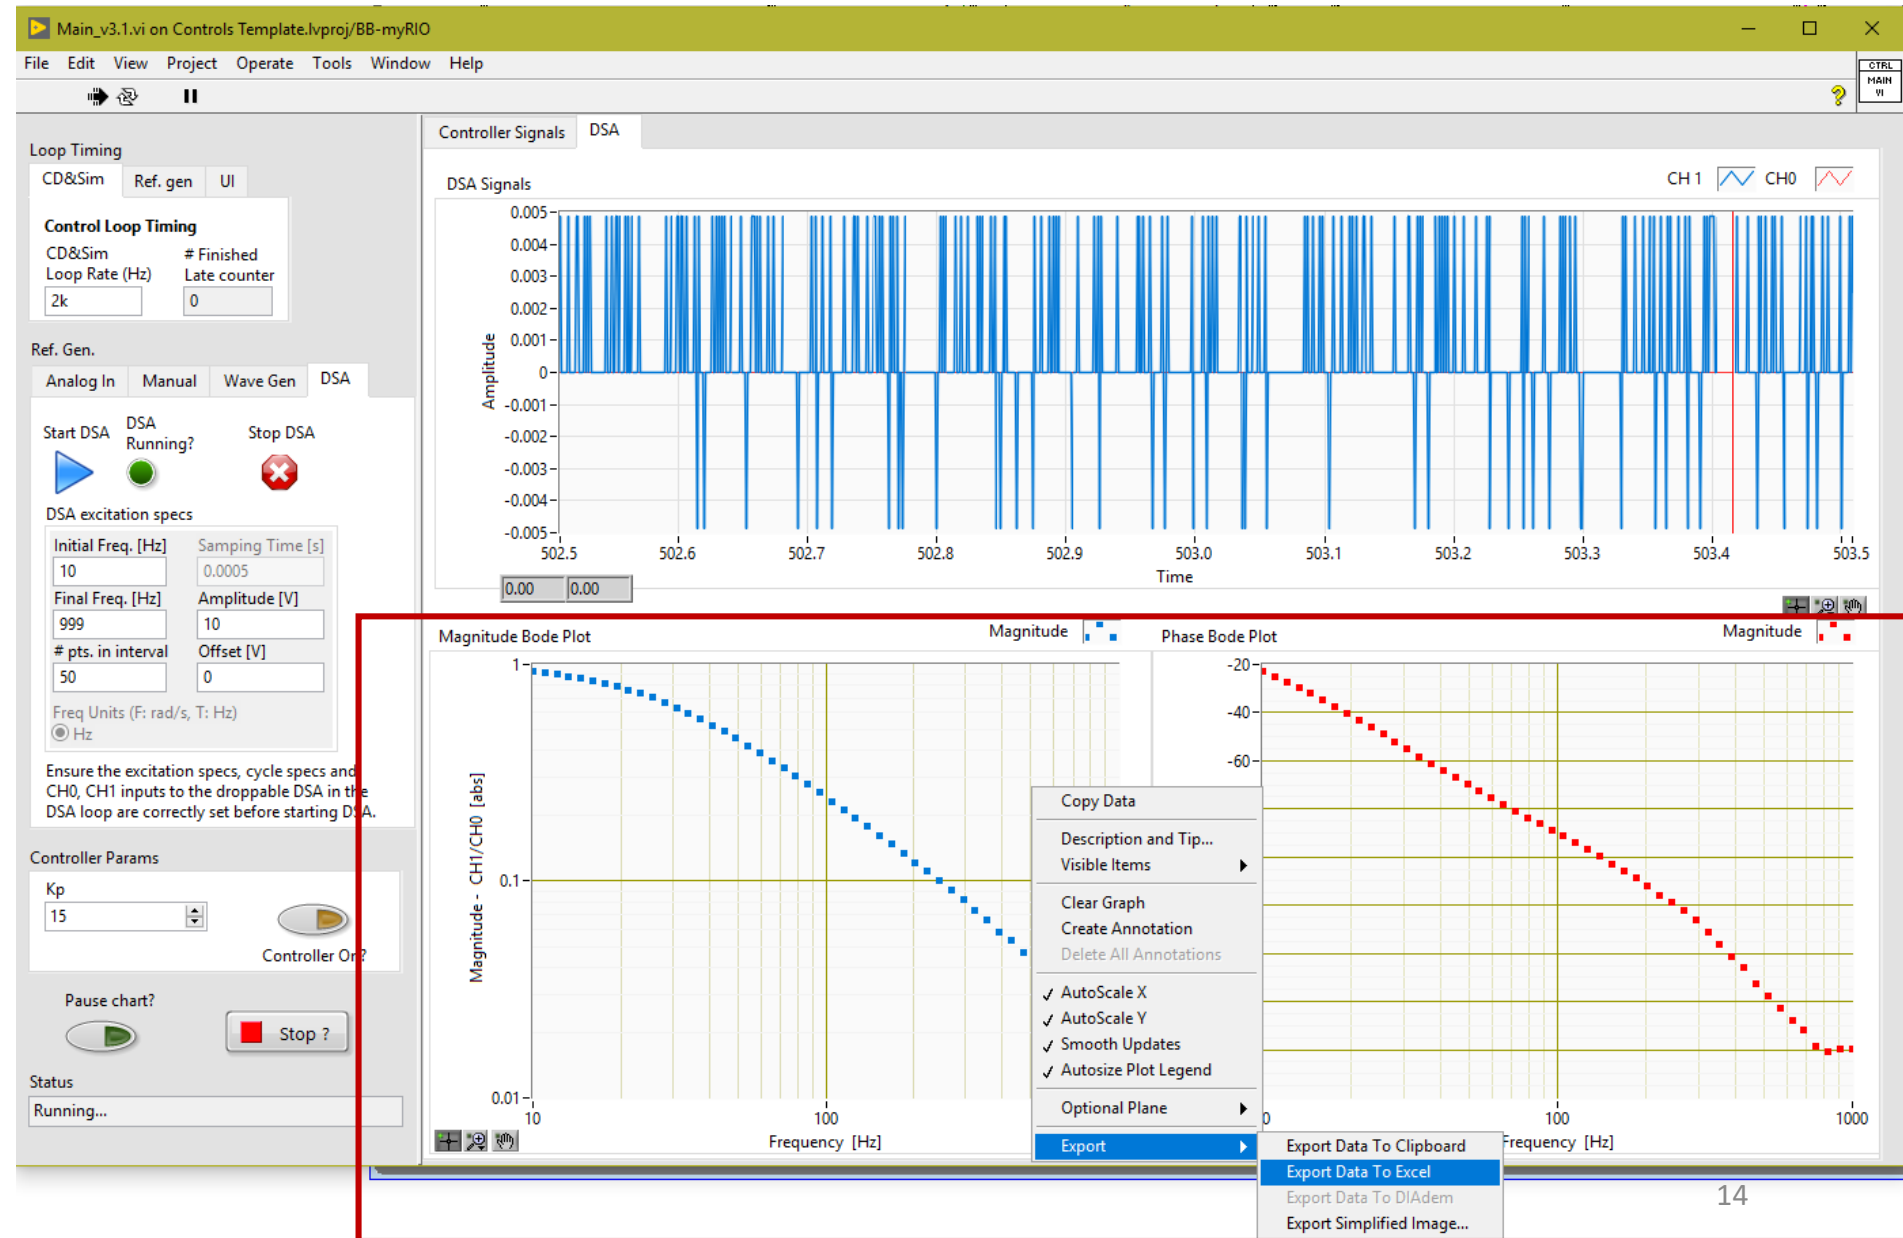 Main_v3.1.vi on Controls Template.lvproj/BB-myRIO
File Edit View Project Operate Tools Window Help
CTRL
MAIN
VI
Loop Timing
CD&Sim Ref. gen UI
Control Loop Timing
CD&Sim
Loop Rate (Hz)
# Finished
Late counter
2k 0
Ref. Gen.
Analog In Manual Wave Gen DSA
Start DSA
DSA
Running?
Stop DSA
DSA excitation specs
Initial Freq. [Hz] Samping Time [s]
10 0.0005
Final Freq. [Hz] Amplitude [V]
999 10
# pts. in interval Offset [V]
50 0
Freq Units (F: rad/s, T: Hz)
Hz
Ensure the excitation specs, cycle specs and
CH0, CH1 inputs to the droppable DSA in the
DSA loop are correctly set before starting DSA.
Controller Params
Kp
15
Controller On?
Pause chart?
Stop ?
Status
Running...
Controller Signals DSA
DSA Signals
CH 1 CH0
0.005
0.004
0.003
0.002
0.001
0
-0.001
-0.002
-0.003
-0.004
-0.005
Amplitude
502.5 502.6 502.7 502.8 502.9 503.0 503.1 503.2 503.3 503.4 503.5
Time
0.00 0.00
Magnitude Bode Plot
Magnitude
1
0.1
0.01
Magnitude - CH1/CH0 [abs]
10 100
Frequency [Hz]
Phase Bode Plot
Magnitude
-20
-40
-60
0 100 1000
Frequency [Hz]
Copy Data
Description and Tip...
Visible Items
Clear Graph
Create Annotation
Delete All Annotations
AutoScale X
AutoScale Y
Smooth Updates
Autosize Plot Legend
Optional Plane
Export
Export Data To Clipboard
Export Data To Excel
Export Data To DIAdem
Export Simplified Image...
14